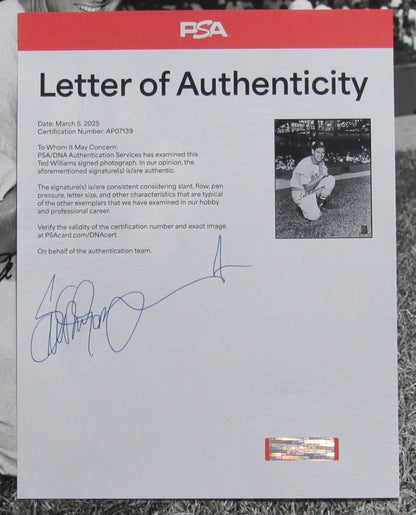 PSA
Letter of Authenticity
Date: March 5, 2025
Certification Number: AP07139
To Whom It May Concern:
PSA/DNA Authentication Services has examined this
Ted Williams signed photograph. In our opinion, the
aforementioned signature(s) is/are authentic.
The signature(s) is/are consistent considering slant, flow, pen
pressure, letter size, and other characteristics that are typical
of the other exemplars that we have examined in our hobby
and professional career.
Verify the validity of the certification number and exact image
at PSAcard.com/DNAcert.
On behalf of the authentication team.